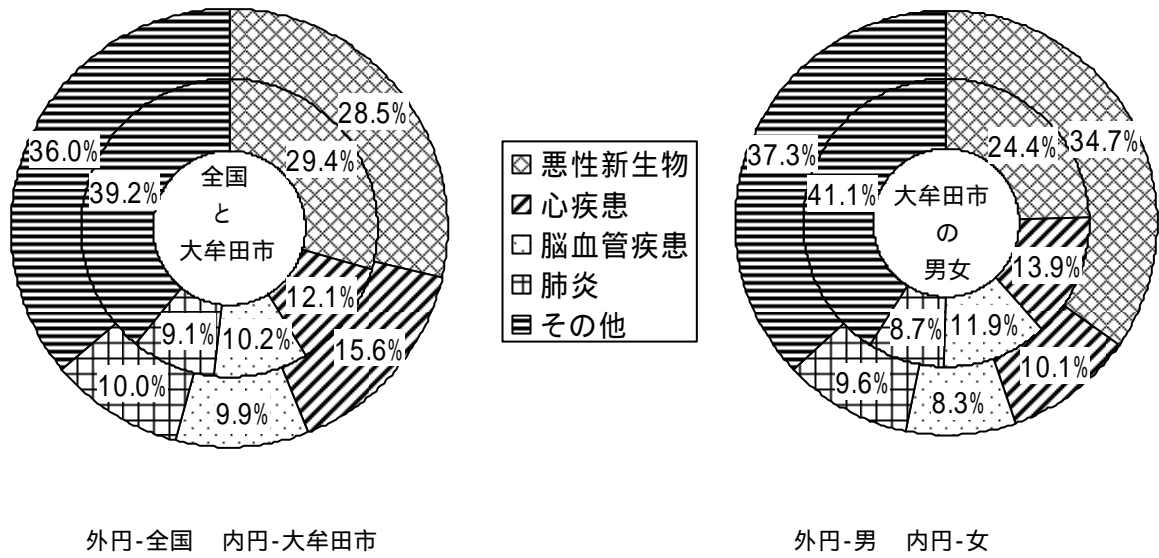 28.5%
36.0%
29.4%
39.2%
全国
と
大牟田市
12.1%
15.6%
9.1%
10.2%
10.0%
9.9%
悪性新生物
心疾患
脳血管疾患
肺炎
その他
34.7%
24.4%
37.3%
41.1%
大牟田市
の
男女
13.9%
8.7%
11.9%
10.1%
9.6%
8.3%
外円-全国 内円-大牟田市
外円-男 内円-女